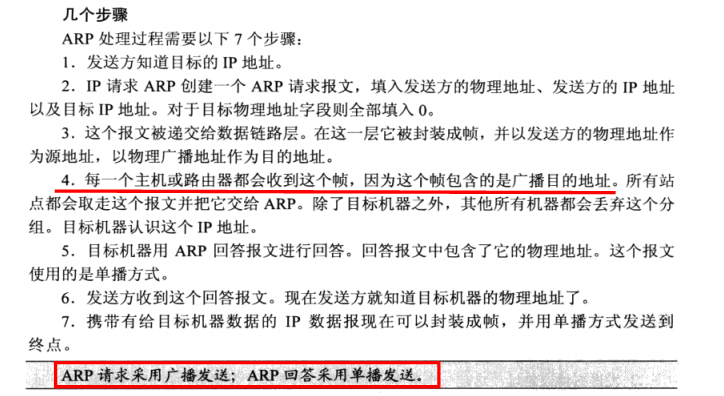 几个步骤
ARP 处理过程需要以下 7 个步骤：
1．发送方知道目标的 IP 地址。
2．IP 请求 ARP 创建一个 ARP 请求报文，填入发送方的物理地址、发送方的 IP 地址
以及目标 IP 地址。对于目标物理地址字段则全部填入 0。
3．这个报文被递交给数据链路层。在这一层它被封装成帧，并以发送方的物理地址作
为源地址，以物理广播地址作为目的地址。
4．每一个主机或路由器都会收到这个帧，因为这个帧包含的是广播目的地址。所有站
点都会取走这个报文并把它交给 ARP。除了目标机器之外，其他所有机器都会丢弃这个分
组。目标机器认识这个 IP 地址。
5．目标机器用 ARP 回答报文进行回答。回答报文中包含了它的物理地址。这个报文
使用的是单播方式。
6．发送方收到这个回答报文。现在发送方就知道目标机器的物理地址了。
7．携带有给目标机器数据的 IP 数据报现在可以封装成帧，并用单播方式发送到
终点。
ARP 请求采用广播发送；ARP 回答采用单播发送。